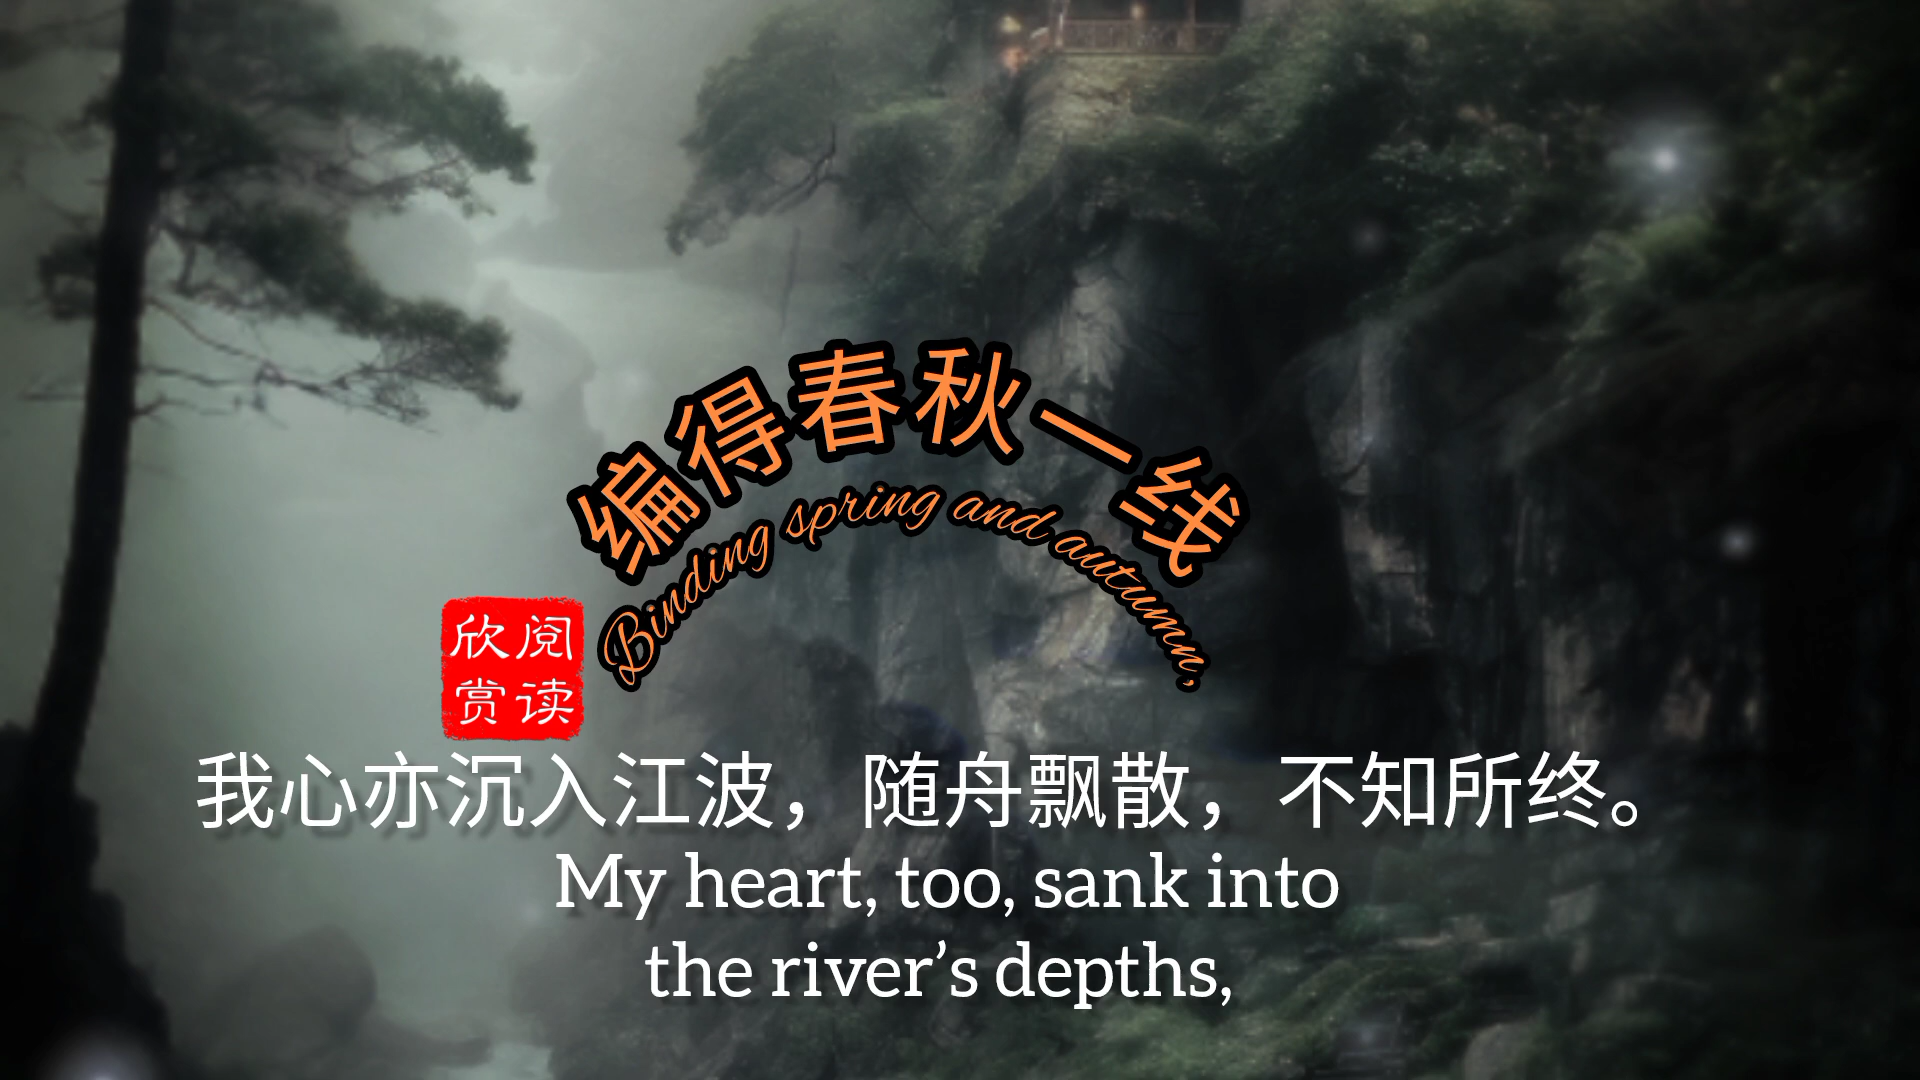 编得春秋一线
Binding spring and autumn,
欣阅
赏读
我心亦沉入江波，随舟飘散，不知所终。
My heart, too, sank into
the river’s depths,